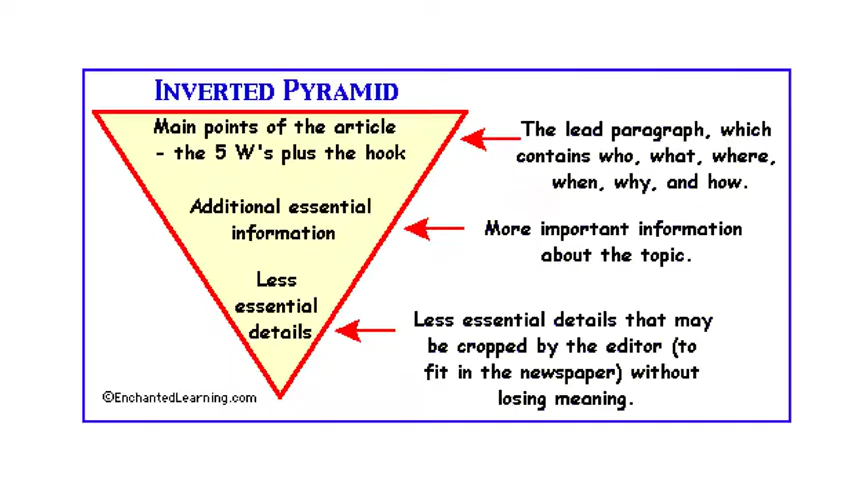 INVERTED PYRAMID
Main points of the article
- the 5 W's plus the hook
The lead paragraph, which
contains who, what, where,
when, why, and how.
Additional essential
information
More important information
about the topic.
Less
essential
details
Less essential details that may
be cropped by the editor (to
fit in the newspaper) without
losing meaning.
©EnchantedLearning.com